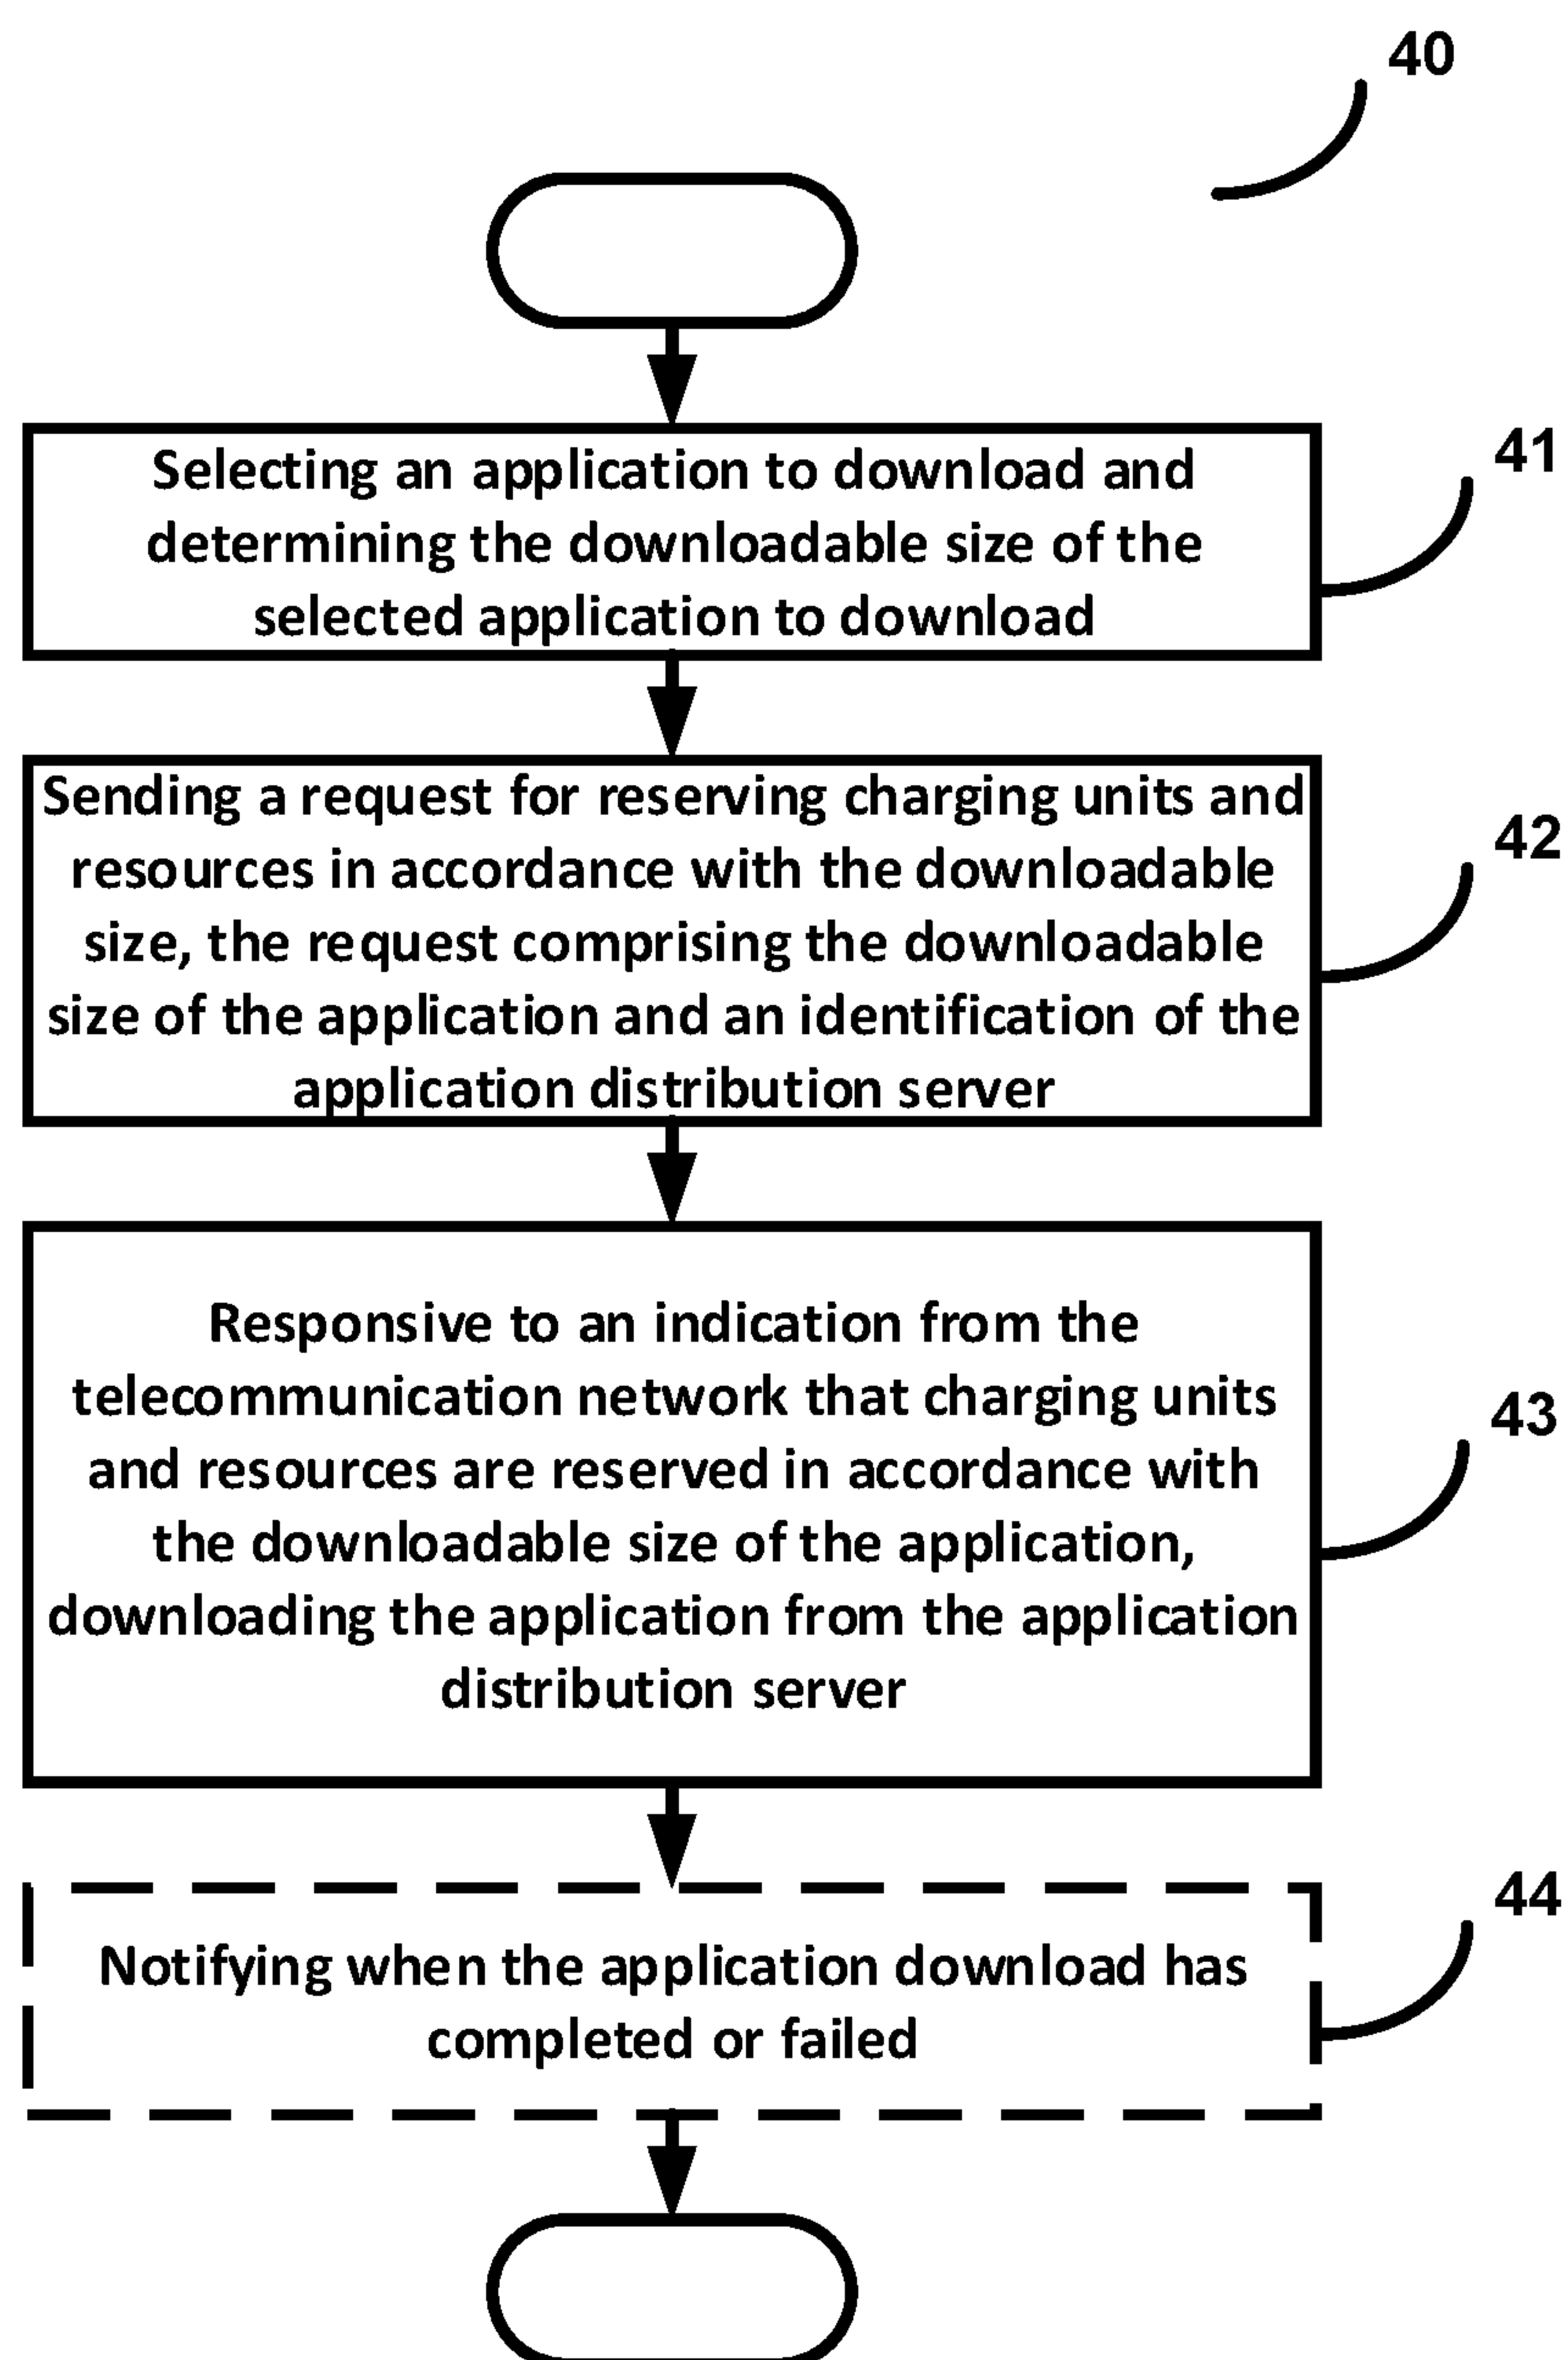 40
41
Selecting an application to download and
determining the downloadable size of the
selected application to download
42
Sending a request for reserving charging units and
resources in accordance with the downloadable
size, the request comprising the downloadable
size of the application and an identification of the
application distribution server
43
Responsive to an indication from the
telecommunication network that charging units
and resources are reserved in accordance with
the downloadable size of the application,
downloading the application from the application
distribution server
44
Notifying when the application download has
completed or failed